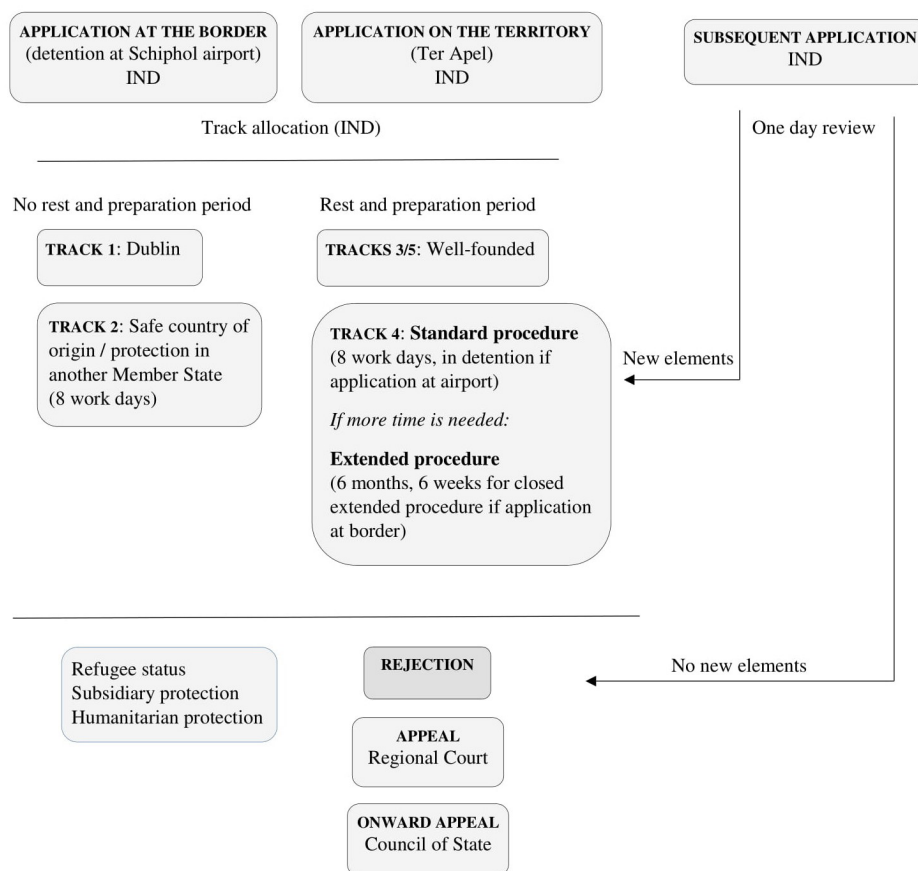 APPLICATION AT THE BORDER
(detention at Schiphol airport)
IND
APPLICATION ON THE TERRITORY
(Ter Apel)
IND
SUBSEQUENT APPLICATION
IND
Track allocation (IND)
One day review
No rest and preparation period
Rest and preparation period
TRACK 1: Dublin
TRACKS 3/5: Well-founded
TRACK 2: Safe country of
origin / protection in
another Member State
(8 work days)
TRACK 4: Standard procedure
(8 work days, in detention if
application at airport)
If more time is needed:
Extended procedure
(6 months, 6 weeks for closed
extended procedure if application
at border)
New elements
Refugee status
Subsidiary protection
Humanitarian protection
REJECTION
No new elements
APPEAL
Regional Court
ONWARD APPEAL
Council of State